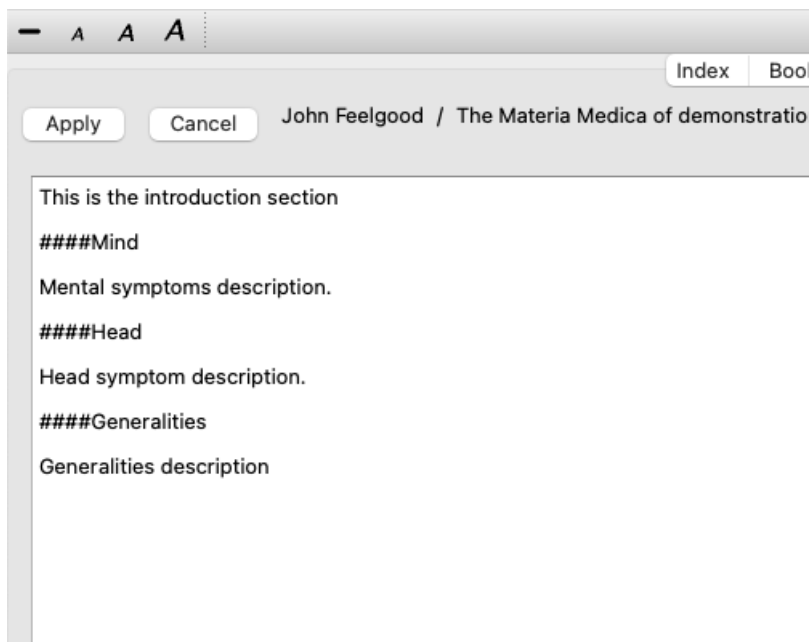 A A A
Index Book
Apply Cancel John Feelgood / The Materia Medica of demonstratio
This is the introduction section
####Mind
Mental symptoms description.
####Head
Head symptom description.
####Generalities
Generalities description